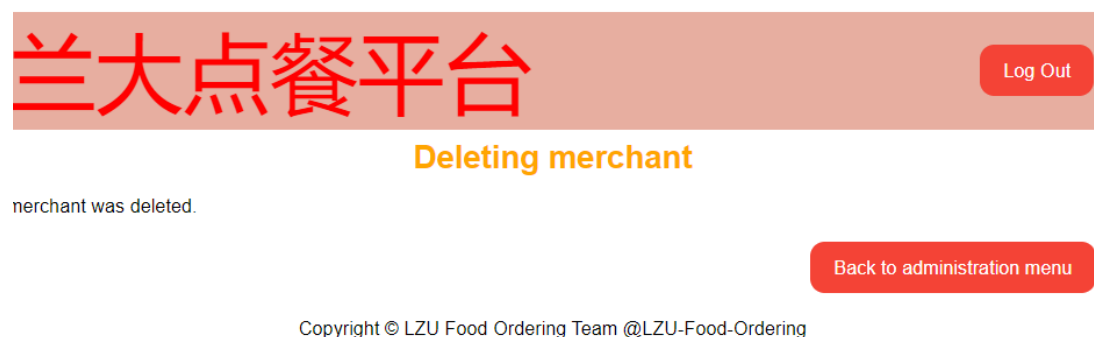 兰大点餐平台
Log Out
Deleting merchant
merchant was deleted.
Back to administration menu
Copyright © LZU Food Ordering Team @LZU-Food-Ordering